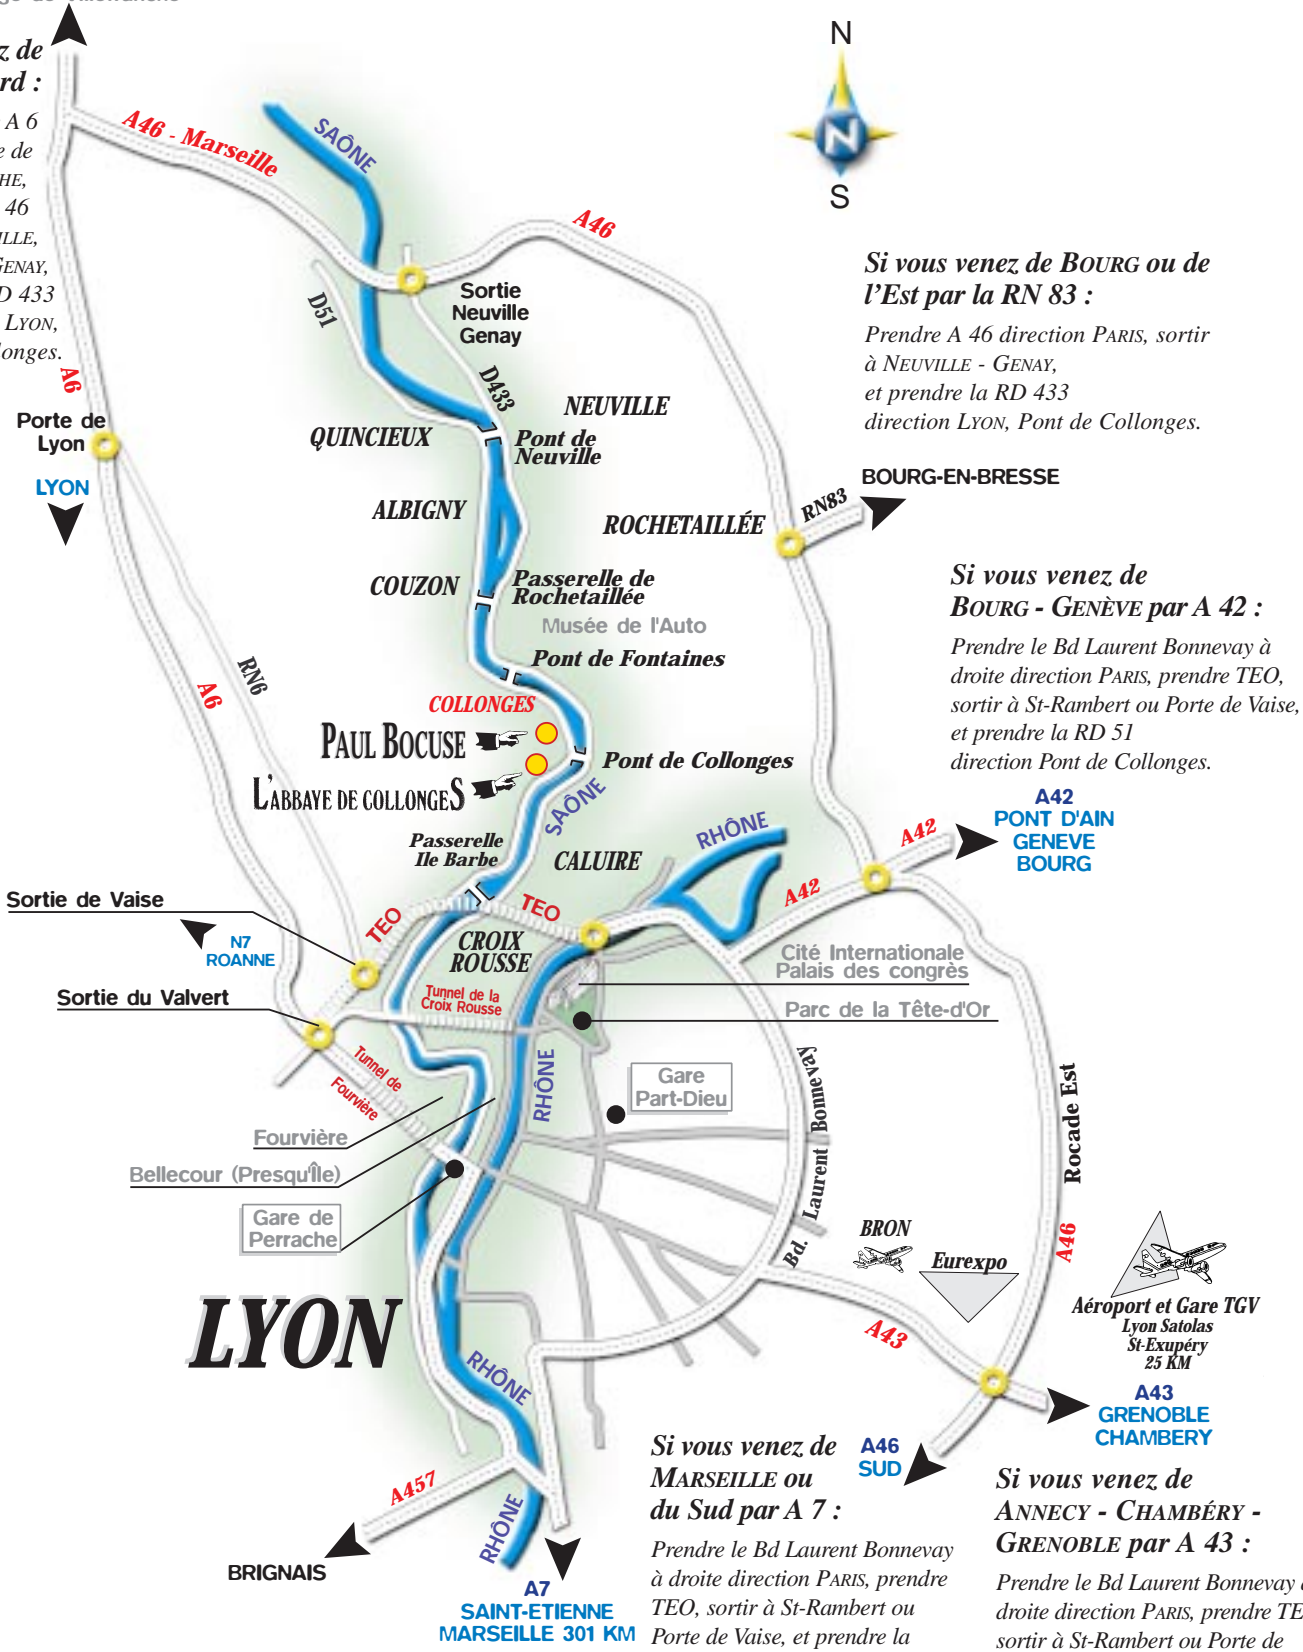 z de
rd :
A 6
e de
HE,
46
ILLE,
GENAY,
D 433
LYON,
longes.
N
N
S
A46 - Marseille
SAÔNE
A46
D51
Sortie
Neuville
Genay
D433
Si vous venez de BOURG ou de
l'Est par la RN 83 :
Prendre A 46 direction PARIS, sortir
à NEUVILLE - GENAY,
et prendre la RD 433
direction LYON, Pont de Collonges.
A6
Porte de
Lyon
LYON
NEUVILLE
QUINCIEUX
Pont de
Neuville
BOURG-EN-BRESSE
RN83
ALBIGNY
ROCHETAILLÉE
COUZON
Passerelle de
Rochetaillée
Musée de l'Auto
Pont de Fontaines
Si vous venez de
BOURG - GENÈVE par A 42 :
Prendre le Bd Laurent Bonnevay à
droite direction PARIS, prendre TEO,
sortir à St-Rambert ou Porte de Vaise,
et prendre la RD 51
direction Pont de Collonges.
RN6
A6
COLLONGES
PAUL BOCUSE
Pont de Collonges
L'ABBAYE DE COLLONGES
SAÔNE
RHÔNE
A42
PONT D'AIN
GENEVE
BOURG
A42
Passerelle
Ile Barbe
CALUIRE
A42
Sortie de Vaise
TEO
TEO
N7
ROANNE
CROIX
ROUSSE
Cité Internationale
Palais des congrès
Sortie du Valvert
Tunnel de la
Croix Rousse
Parc de la Tête-d'Or
Tunnel de
Fourvière
RHÔNE
Gare
Part-Dieu
Bd. Laurent Bonnevay
Rocade Est
Fourvière
Bellecour (Presqu'Île)
Gare de
Perrache
BRON
Eurexpo
A46
Aéroport et Gare TGV
Lyon Satolas
St-Exupéry
25 KM
LYON
A43
RHÔNE
A43
GRENOBLE
CHAMBERY
A46
SUD
Si vous venez de
MARSEILLE ou
du Sud par A 7 :
Prendre le Bd Laurent Bonnevay
à droite direction PARIS, prendre
TEO, sortir à St-Rambert ou
Porte de Vaise, et prendre la
Si vous venez de
ANNECY - CHAMBÉRY -
GRENOBLE par A 43 :
Prendre le Bd Laurent Bonnevay
droite direction PARIS, prendre TE
sortir à St-Rambert ou Porte de
A457
BRIGNAIS
RHÔNE
A7
SAINT-ETIENNE
MARSEILLE 301 KM